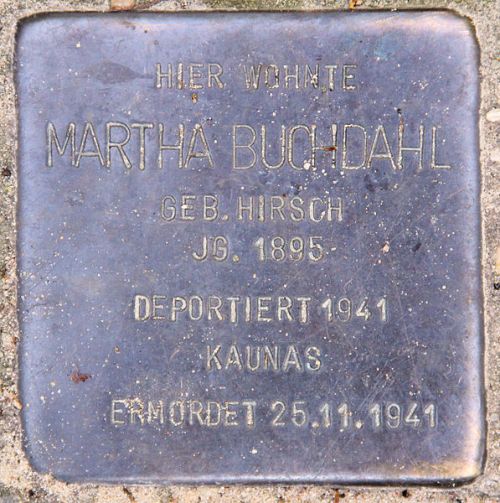 HIER WOHNTE
MARTHA BUCHDAHL
GEB. HIRSCH
JG. 1895
DEPORTIERT 1941
KAUNAS
ERMORDET 25.11.1941